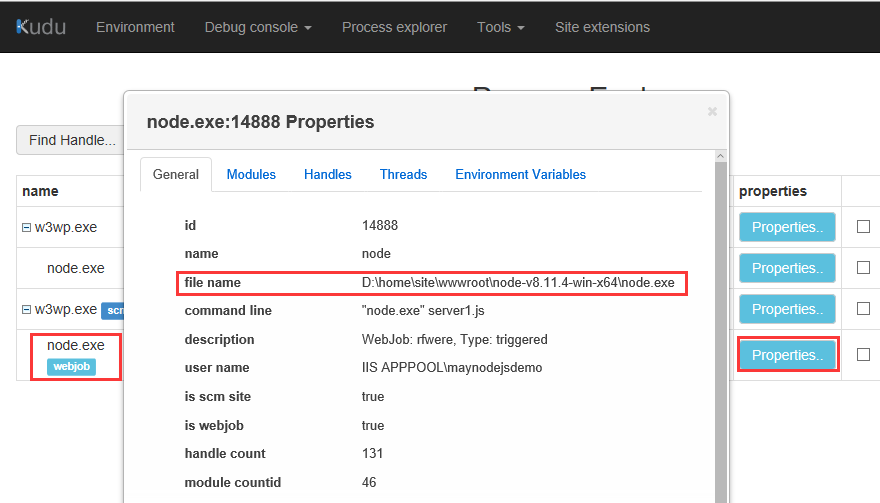 Kudu Environment Debug console Process explorer Tools Site extensions
node.exe:14888 Properties ×
Find Handle...
General Modules Handles Threads Environment Variables
name properties
id 14888
w3wp.exe Properties..
name node
node.exe Properties..
file name D:\home\site\wwwroot\node-v8.11.4-win-x64\node.exe
w3wp.exe Properties..
command line "node.exe" server1.js
description WebJob: rfwere, Type: triggered
node.exe Properties..
webjob
user name IIS APPPOOL\maynodejsdemo
is scm site true
is webjob true
handle count 131
module countid 46